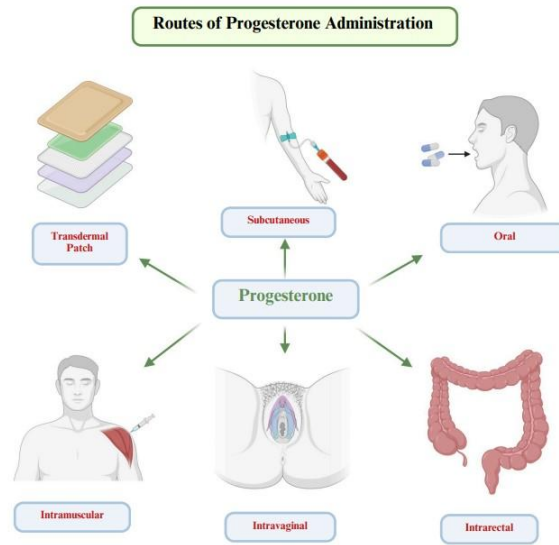 Routes of Progesterone Administration
Transdermal
Patch
Subcutaneous
Oral
Progesterone
Intramuscular
Intravaginal
Intrarectal